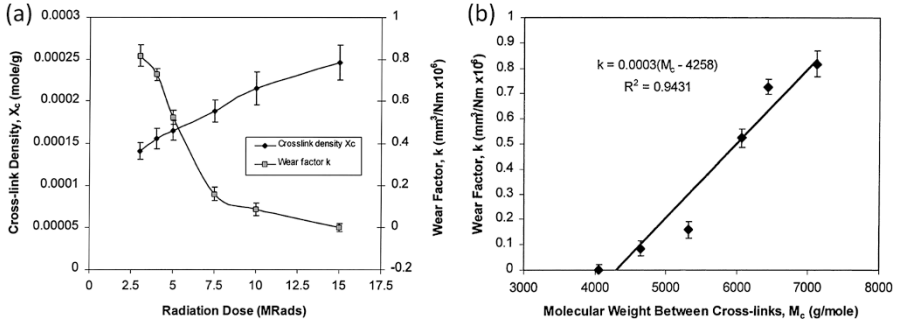 (a)
0.0003
0.00025
0.0002
0.00015
0.0001
0.00005
0
Cross-link Density, Xc (mole/g)
1
0.8
0.6
0.4
0.2
0
-0.2
Wear Factor, k (mm³/Nm x10⁶)
Crosslink density Xc
Wear factor k
0 2.5 5 7.5 10 12.5 15 17.5
Radiation Dose (MRads)
(b)
1
0.9
0.8
0.7
0.6
0.5
0.4
0.3
0.2
0.1
0
Wear Factor, k (mm³/Nm x10⁶)
k = 0.0003(Mc - 4258)
R² = 0.9431
3000 4000 5000 6000 7000 8000
Molecular Weight Between Cross-links, Mc (g/mole)